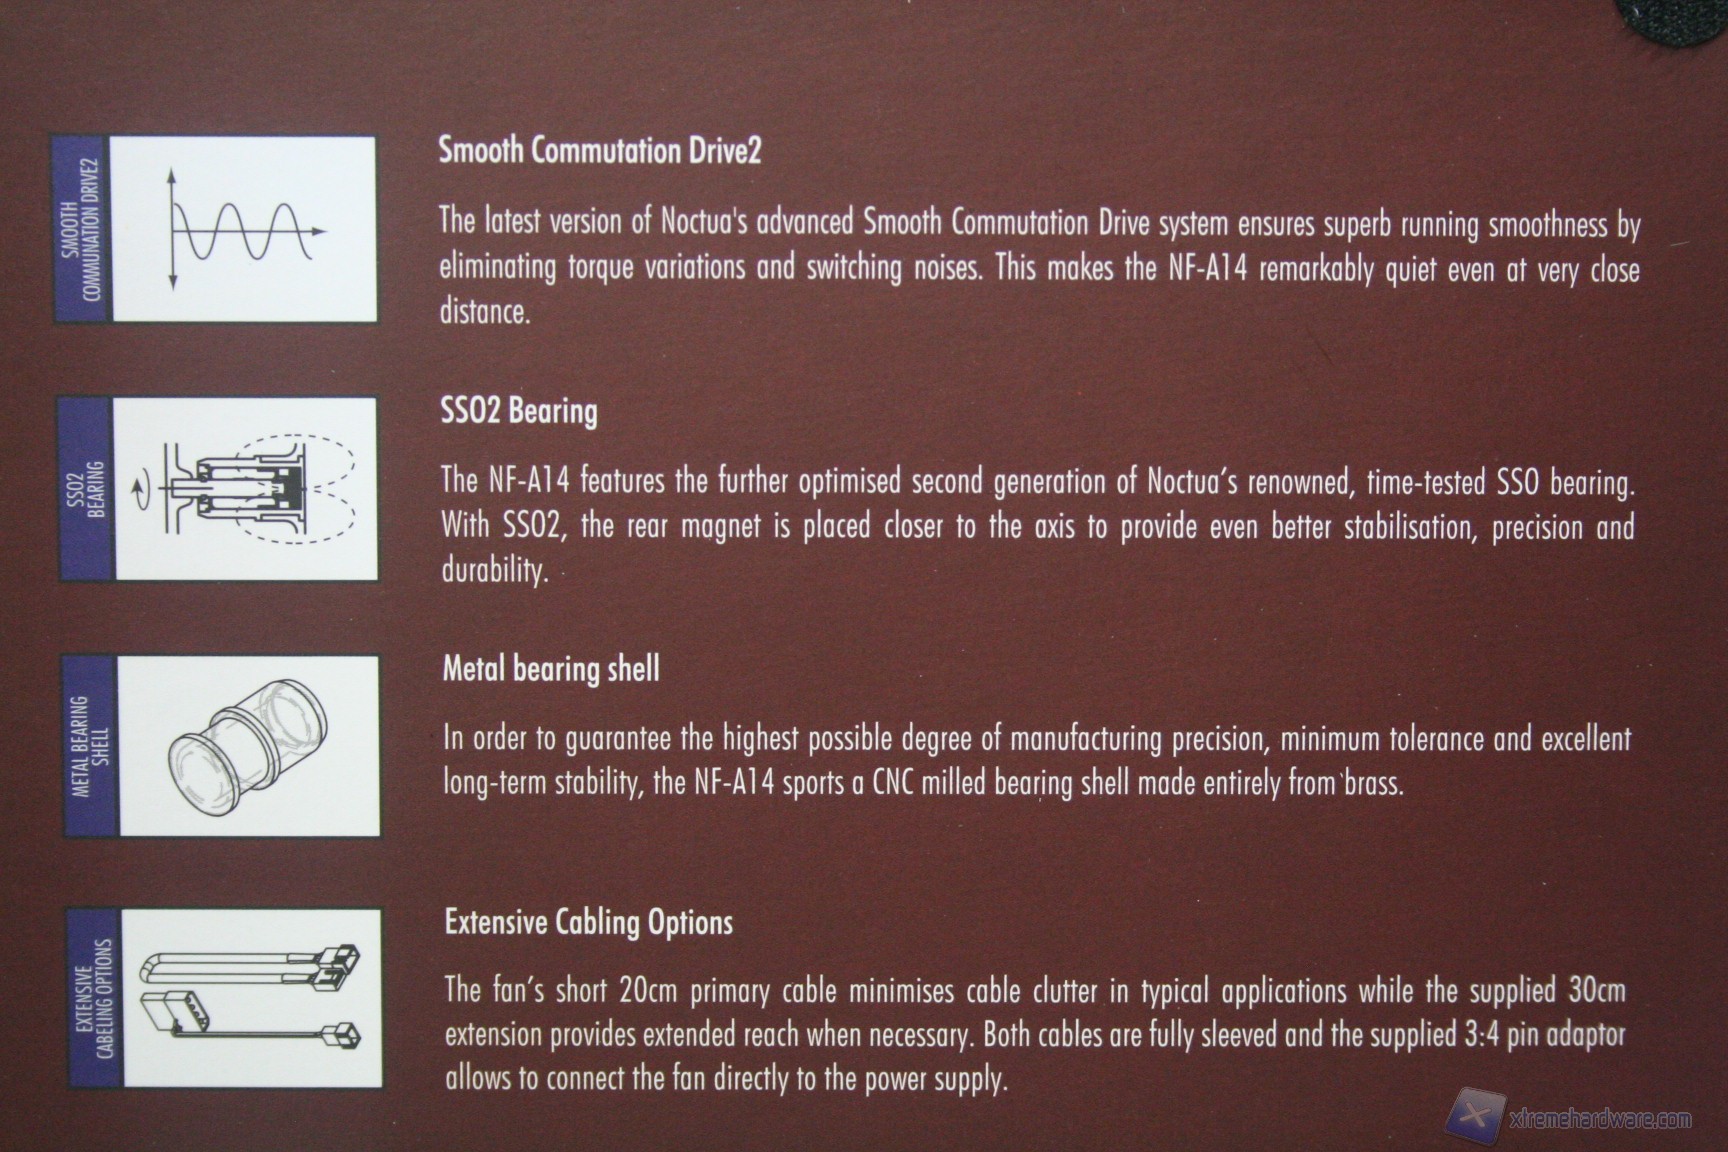 SMOOTH
COMMUNATION DRIVE2
Smooth Commutation Drive2
The latest version of Noctua's advanced Smooth Commutation Drive system ensures superb running smoothness by
eliminating torque variations and switching noises. This makes the NF-A14 remarkably quiet even at very close
distance.
SSO2
BEARING
SSO2 Bearing
The NF-A14 features the further optimised second generation of Noctua’s renowned, time-tested SSO bearing.
With SSO2, the rear magnet is placed closer to the axis to provide even better stabilisation, precision and
durability.
METAL BEARING
SHELL
Metal bearing shell
In order to guarantee the highest possible degree of manufacturing precision, minimum tolerance and excellent
long-term stability, the NF-A14 sports a CNC milled bearing shell made entirely from brass.
EXTENSIVE
CABELING OPTIONS
Extensive Cabling Options
The fan’s short 20cm primary cable minimises cable clutter in typical applications while the supplied 30cm
extension provides extended reach when necessary. Both cables are fully sleeved and the supplied 3:4 pin adaptor
allows to connect the fan directly to the power supply.
xtremehardware.com